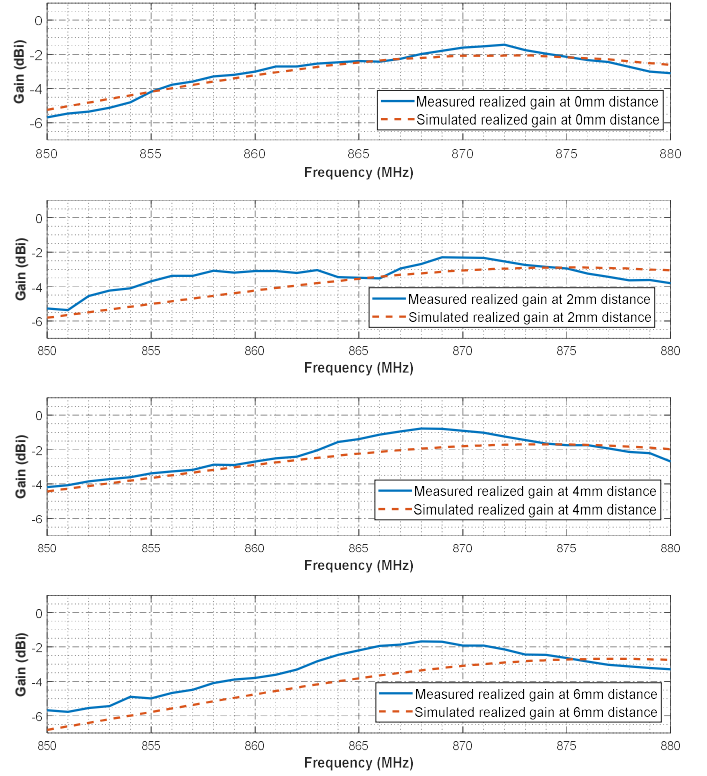 0
-2
-4
-6
Gain (dBi)
Measured realized gain at 0mm distance
Simulated realized gain at 0mm distance
850 855 860 865 870 875 880
Frequency (MHz)
0
-2
-4
-6
Gain (dBi)
Measured realized gain at 2mm distance
Simulated realized gain at 2mm distance
850 855 860 865 870 875 880
Frequency (MHz)
0
-2
-4
-6
Gain (dBi)
Measured realized gain at 4mm distance
Simulated realized gain at 4mm distance
850 855 860 865 870 875 880
Frequency (MHz)
0
-2
-4
-6
Gain (dBi)
Measured realized gain at 6mm distance
Simulated realized gain at 6mm distance
850 855 860 865 870 875 880
Frequency (MHz)